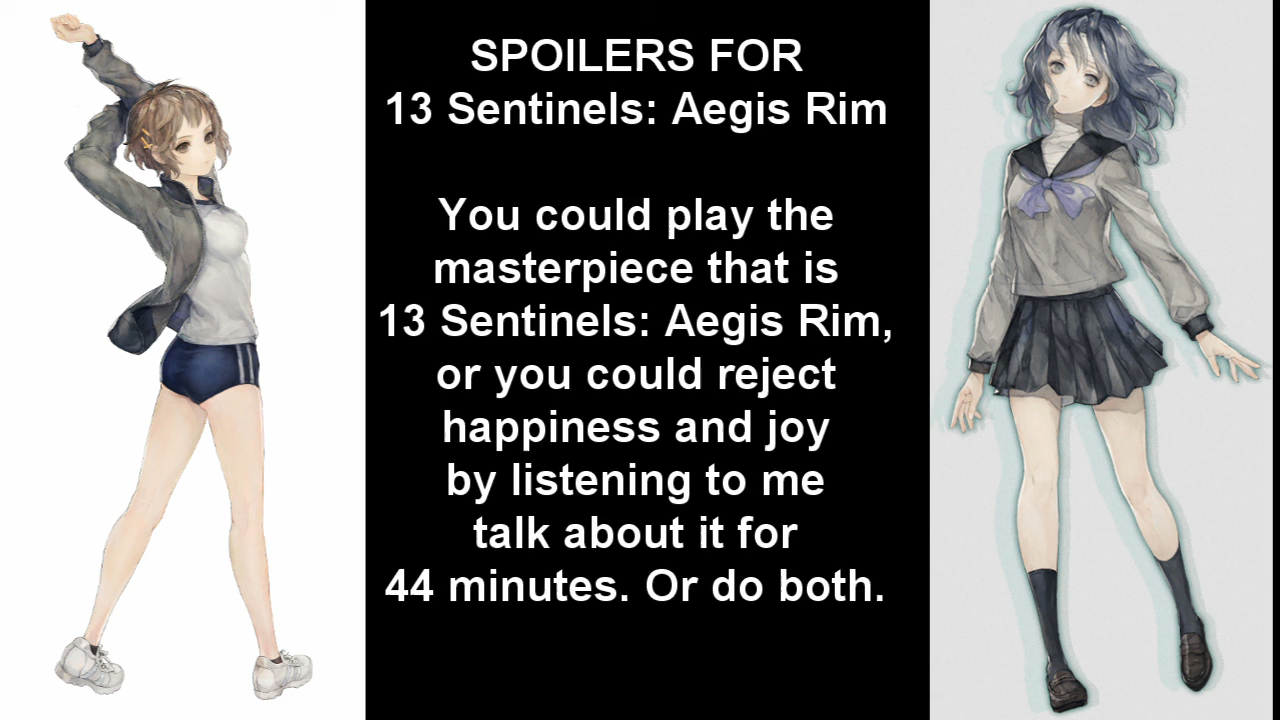 SPOILERS FOR
13 Sentinels: Aegis Rim
You could play the
masterpiece that is
13 Sentinels: Aegis Rim,
or you could reject
happiness and joy
by listening to me
talk about it for
44 minutes. Or do both.